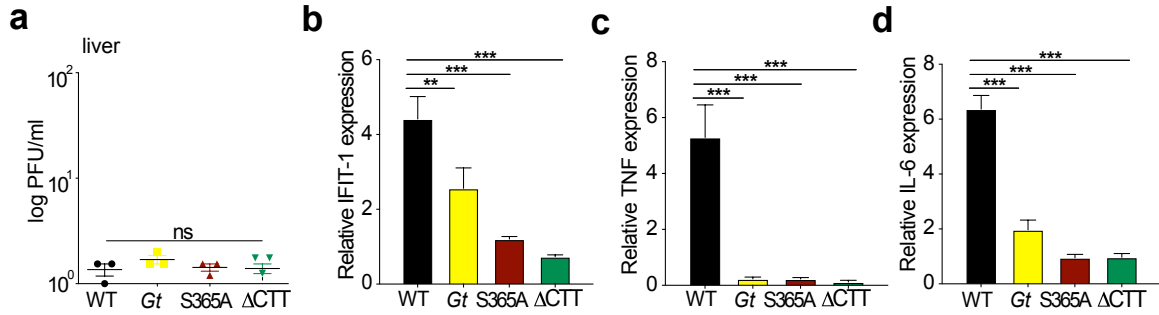 a
liver
log PFU/ml
10²
10¹
10⁰
ns
WT Gt S365A ΔCTT
b
Relative IFIT-1 expression
6
4
2
0
***
***
**
WT Gt S365A ΔCTT
c
Relative TNF expression
8
6
4
2
0
***
***
***
WT Gt S365A ΔCTT
d
Relative IL-6 expression
8
6
4
2
0
***
***
***
WT Gt S365A ΔCTT